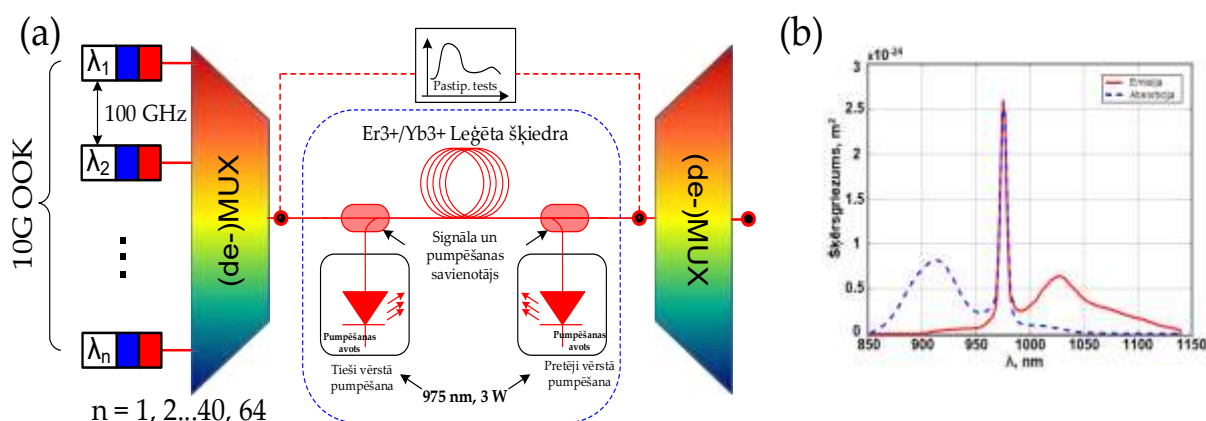 (a)
λ1
100 GHz
λ2
λn
10G OOK
n = 1, 2...40, 64
(de-)MUX
Pastip. tests
Er3+/Yb3+ Leģēta šķiedra
Signāla un
pumpēšanas
savienotājs
Pumpēšanas
avots
Pumpēšanas
avots
Tieši vērstā
pumpēšana
Pretēji vērstā
pumpēšana
975 nm, 3 W
(de-)MUX
(b)
x10-24
Emisija
Absorbcija
Šķērsgriezums, m2
3
2.5
2
1.5
1
0.5
0
850
900
950
1000
1050
1100
1150
λ, nm